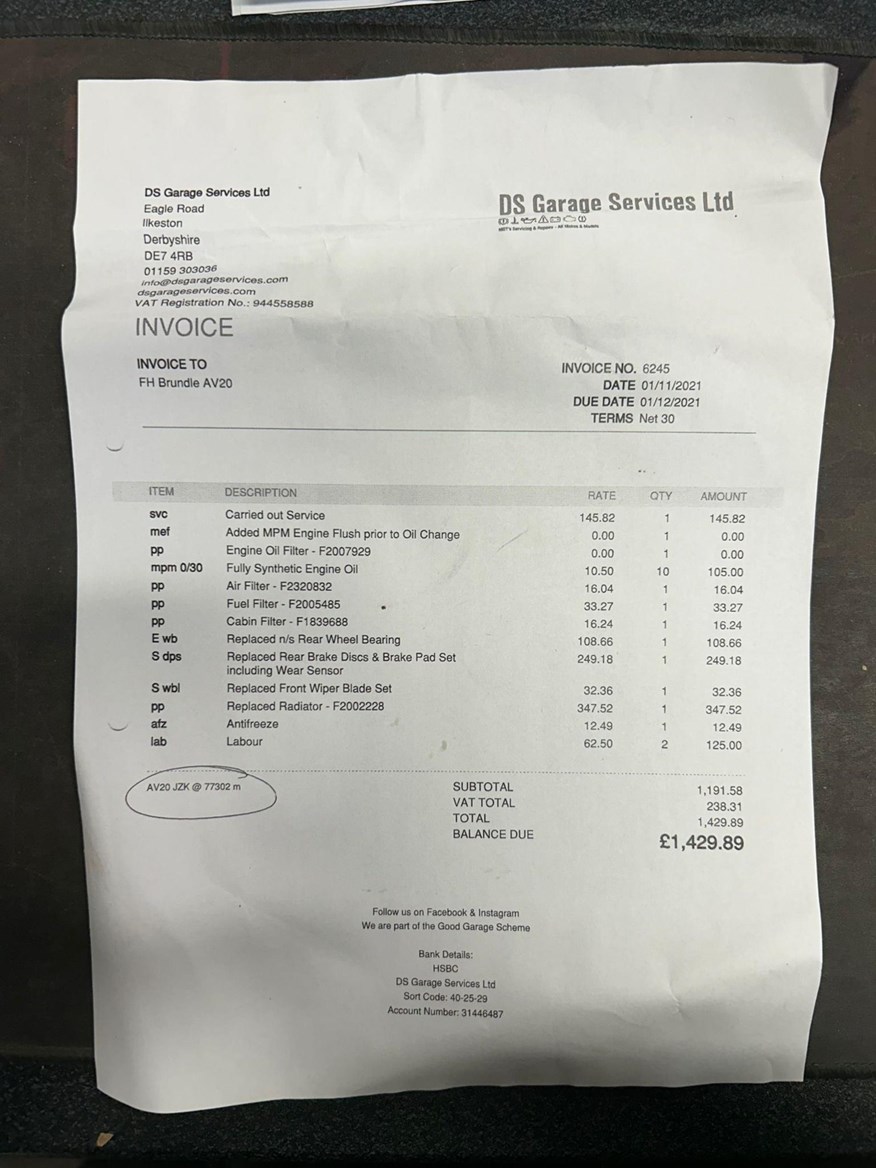 DS Garage Services Ltd
Eagle Road
Ilkeston
Derbyshire
DE7 4RB
01159 303036
info@dsgarageservices.com
dsgarageservices.com
VAT Registration No.: 944558588
DS Garage Services Ltd
MOT's Servicing & Repairs - All Makes & Models
INVOICE
INVOICE TO
FH Brundle AV20
INVOICE NO. 6245
DATE 01/11/2021
DUE DATE 01/12/2021
TERMS Net 30
ITEM DESCRIPTION RATE QTY AMOUNT
svc Carried out Service 145.82 1 145.82
mef Added MPM Engine Flush prior to Oil Change 0.00 1 0.00
pp Engine Oil Filter - F2007929 0.00 1 0.00
mpm 0/30 Fully Synthetic Engine Oil 10.50 10 105.00
pp Air Filter - F2320832 16.04 1 16.04
pp Fuel Filter - F2005485 33.27 1 33.27
pp Cabin Filter - F1839688 16.24 1 16.24
E wb Replaced n/s Rear Wheel Bearing 108.66 1 108.66
S dps Replaced Rear Brake Discs & Brake Pad Set 249.18 1 249.18
including Wear Sensor
S wbl Replaced Front Wiper Blade Set 32.36 1 32.36
pp Replaced Radiator - F2002228 347.52 1 347.52
afz Antifreeze 12.49 1 12.49
lab Labour 62.50 2 125.00
AV20 JZK @ 77302 m
SUBTOTAL 1,191.58
VAT TOTAL 238.31
TOTAL 1,429.89
BALANCE DUE £1,429.89
Follow us on Facebook & Instagram
We are part of the Good Garage Scheme
Bank Details:
HSBC
DS Garage Services Ltd
Sort Code: 40-25-29
Account Number: 31446487